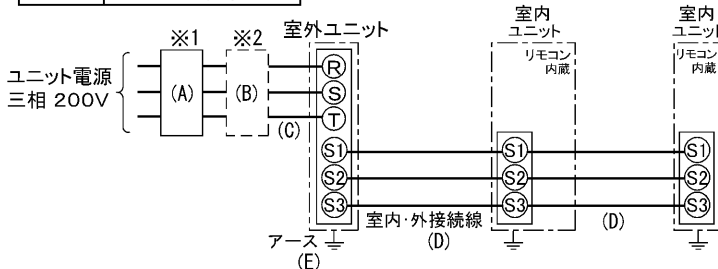 ※1
※2
室外ユニット
室内
ユニット
室内
ユニット
リモコン
内蔵
リモコン
内蔵
ユニット電源
三相 200V
(A)
(B)
(C)
R
S
T
S1
S2
S3
S1
S2
S3
S1
S2
S3
室内・外接続線
(D)
(D)
アース
(E)